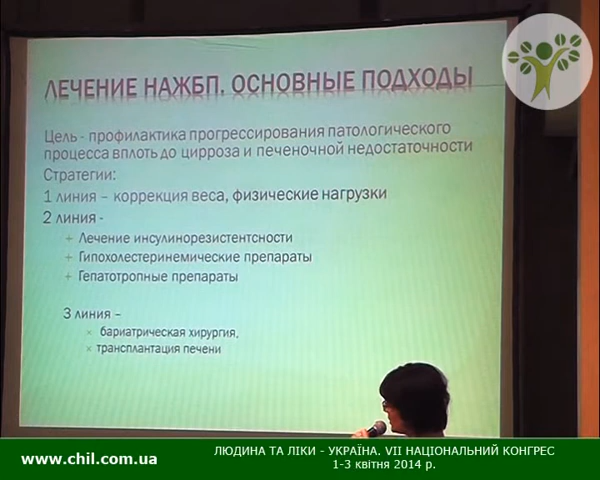 ЛЕЧЕНИЕ НАЖБП. ОСНОВНЫЕ ПОДХОДЫ
Цель - профилактика прогрессирования патологического
процесса вплоть до цирроза и печеночной недостаточности
Стратегии:
1 линия – коррекция веса, физические нагрузки
2 линия -
+ Лечение инсулинорезистентсности
+ Гипохолестеринемические препараты
+ Гепатотропные препараты
3 линия –
× бариатрическая хирургия,
× трансплантация печени
www.chil.com.ua
ЛЮДИНА ТА ЛІКИ - УКРАЇНА. VII НАЦІОНАЛЬНИЙ КОНГРЕС
1-3 квітня 2014 р.